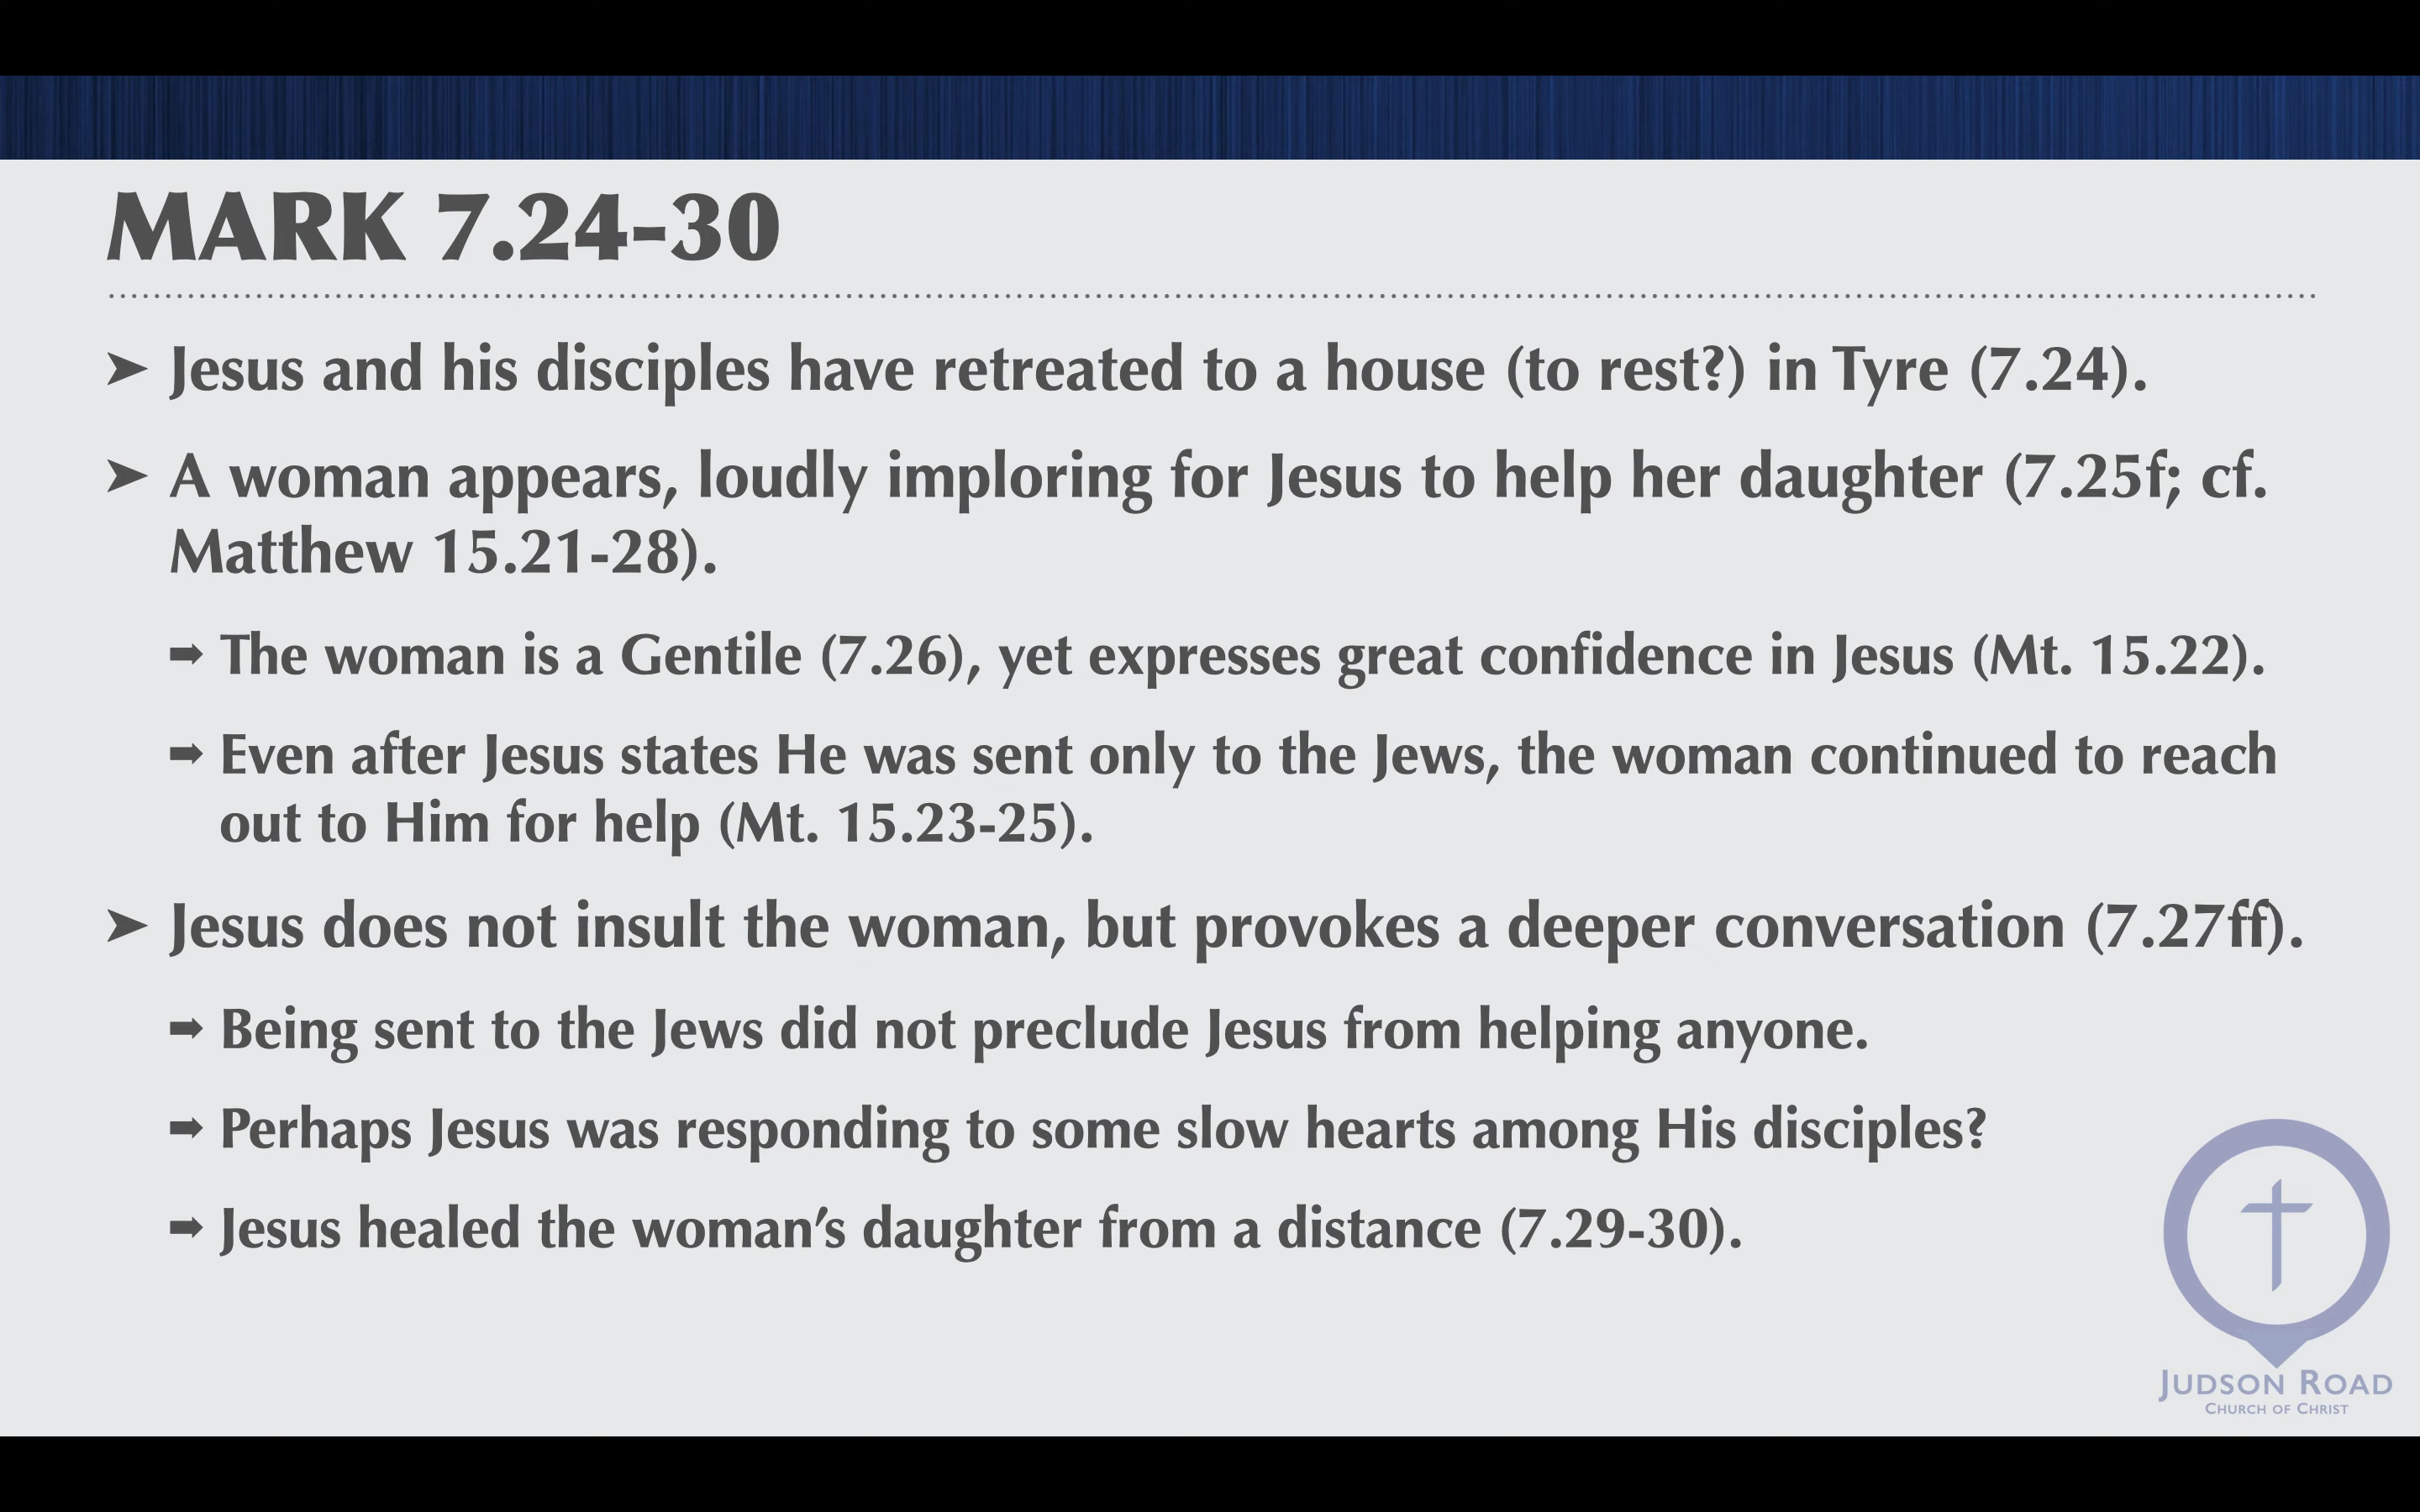 MARK 7.24-30
➤ Jesus and his disciples have retreated to a house (to rest?) in Tyre (7.24).
➤ A woman appears, loudly imploring for Jesus to help her daughter (7.25f; cf.
Matthew 15.21-28).
➡ The woman is a Gentile (7.26), yet expresses great confidence in Jesus (Mt. 15.22).
➡ Even after Jesus states He was sent only to the Jews, the woman continued to reach
out to Him for help (Mt. 15.23-25).
➤ Jesus does not insult the woman, but provokes a deeper conversation (7.27ff).
➡ Being sent to the Jews did not preclude Jesus from helping anyone.
➡ Perhaps Jesus was responding to some slow hearts among His disciples?
➡ Jesus healed the woman’s daughter from a distance (7.29-30).
JUDSON ROAD
CHURCH OF CHRIST